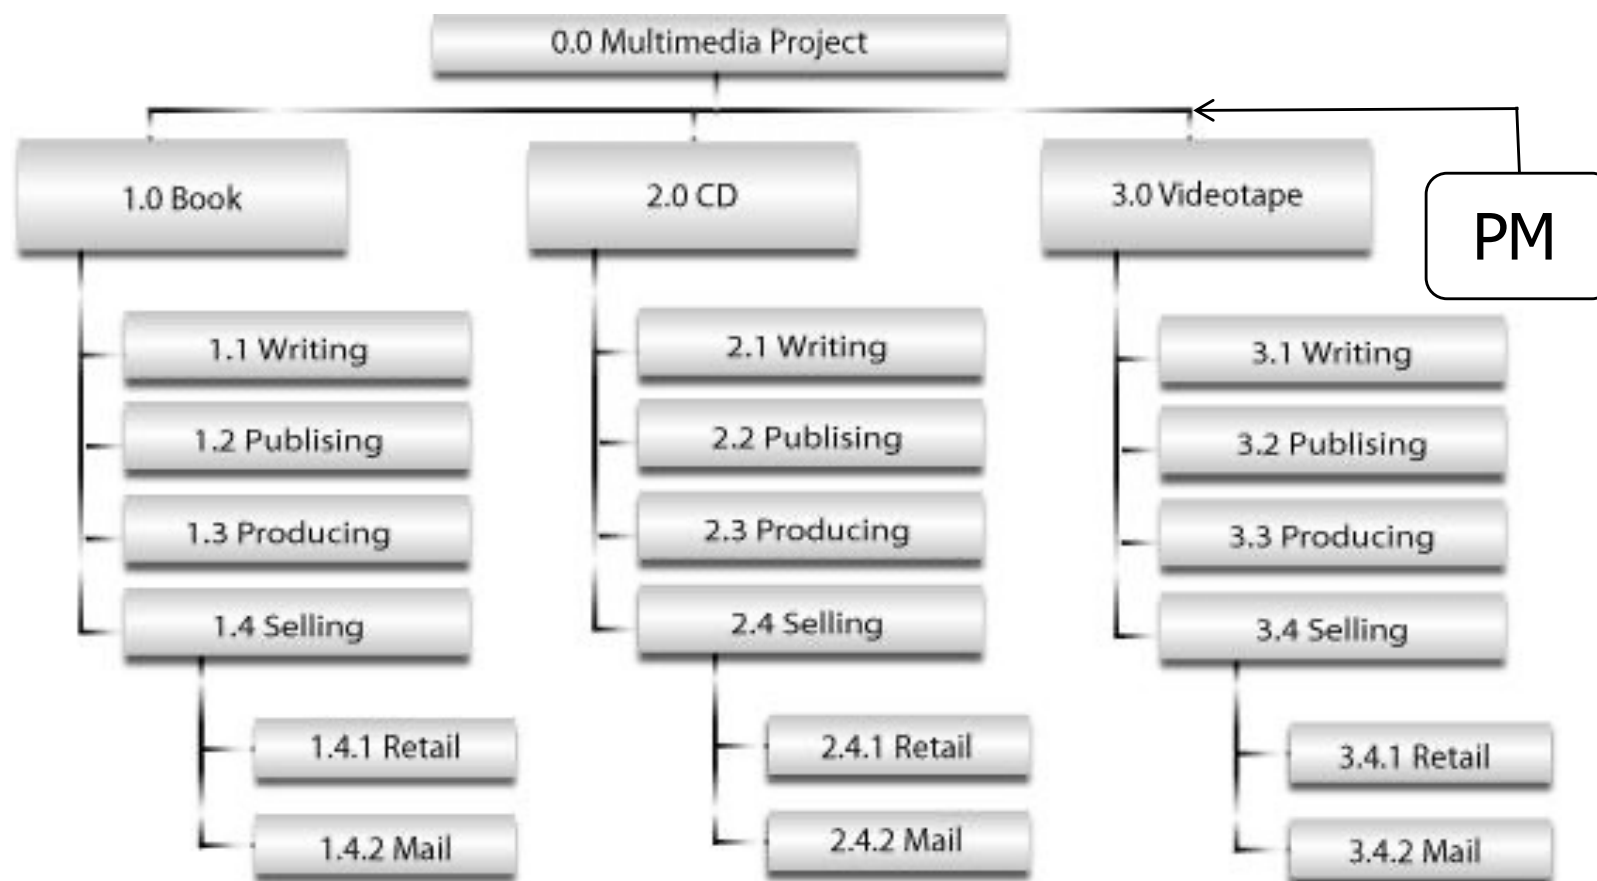 0.0 Multimedia Project
1.0 Book
2.0 CD
3.0 Videotape
PM
1.1 Writing
1.2 Publising
1.3 Producing
1.4 Selling
1.4.1 Retail
1.4.2 Mail
2.1 Writing
2.2 Publising
2.3 Producing
2.4 Selling
2.4.1 Retail
2.4.2 Mail
3.1 Writing
3.2 Publising
3.3 Producing
3.4 Selling
3.4.1 Retail
3.4.2 Mail